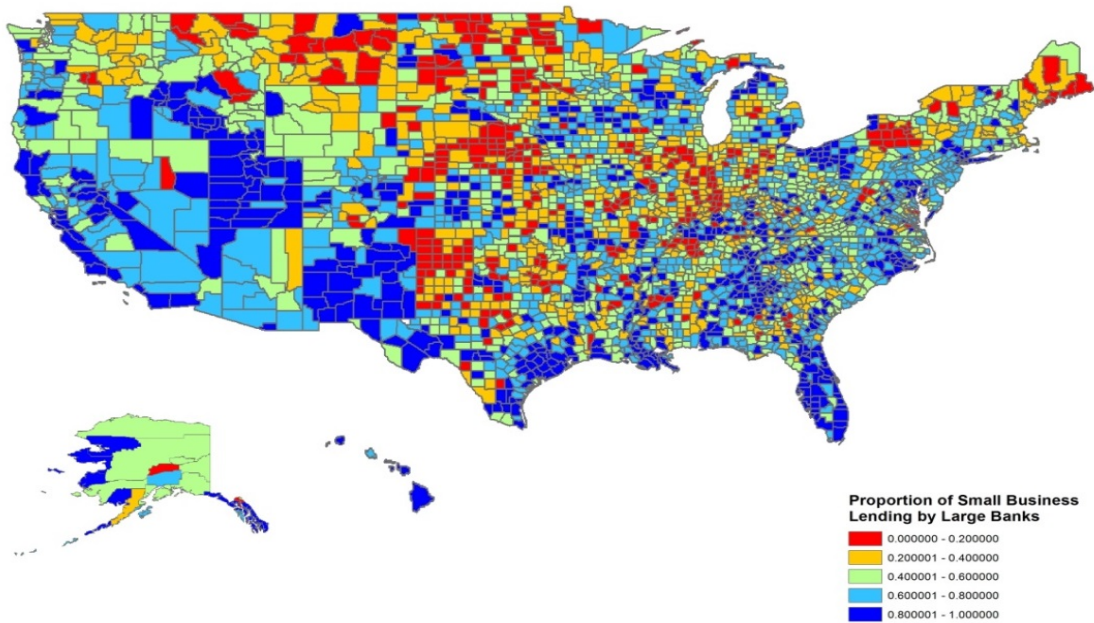 Proportion of Small Business
Lending by Large Banks
0.000000 - 0.200000
0.200001 - 0.400000
0.400001 - 0.600000
0.600001 - 0.800000
0.800001 - 1.000000